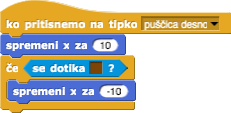 ko pritisnemo na tipko puščica desno
spremeni x za 10
če se dotika ?
spremeni x za -10